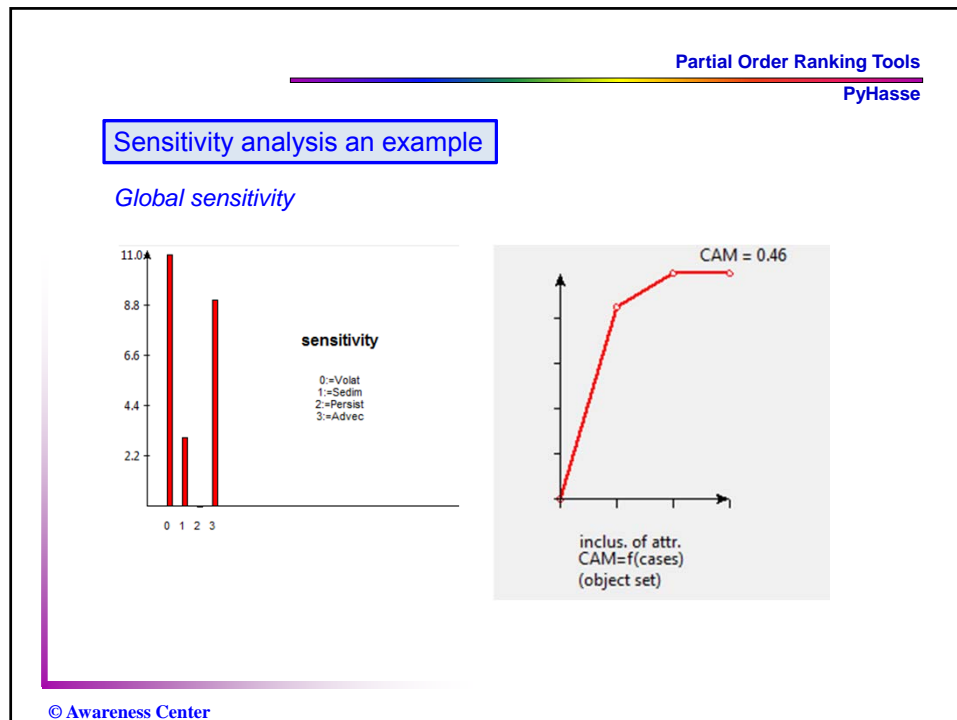 Partial Order Ranking Tools
PyHasse
Sensitivity analysis an example
Global sensitivity
11.0
8.8
6.6
4.4
2.2
0 1 2 3
sensitivity
0:=Volat
1:=Sedim
2:=Persist
3:=Advec
CAM = 0.46
inclus. of attr.
CAM=f(cases)
(object set)
© Awareness Center